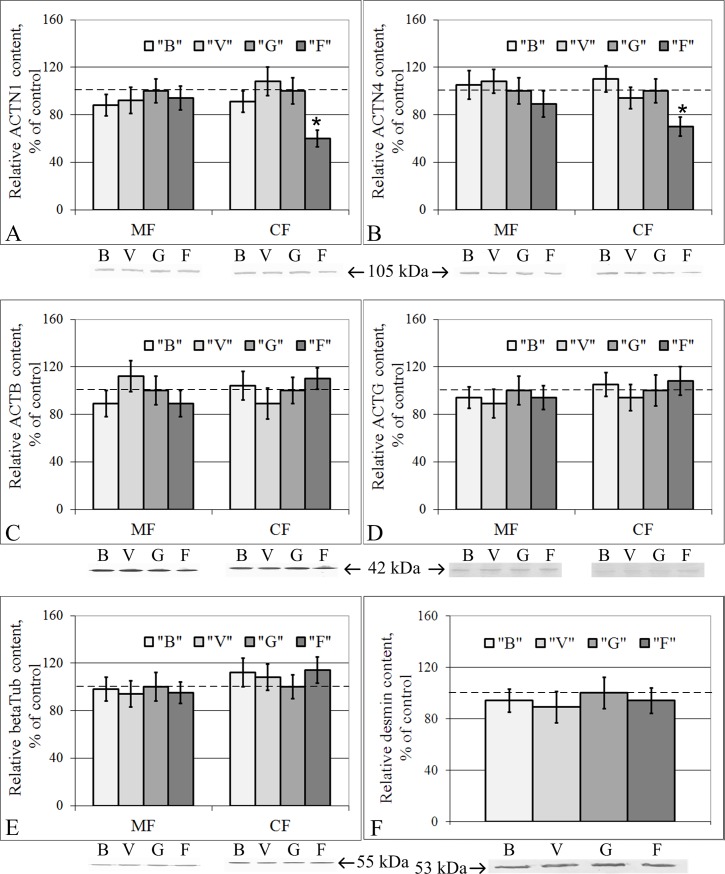 Relative ACTN1 content,
% of control
160
120
80
40
0
"B" "V" "G" "F"
*
MF CF
A
B V G F B V G F
Relative ACTN4 content,
% of control
160
120
80
40
0
"B" "V" "G" "F"
*
MF CF
B
B V G F B V G F
←105 kDa→
Relative ACTB content,
% of control
160
120
80
40
0
"B" "V" "G" "F"
MF CF
C
B V G F B V G F
Relative ACTG content,
% of control
160
120
80
40
0
"B" "V" "G" "F"
MF CF
D
B V G F B V G F
← 42 kDa →
Relative betaTub content,
% of control
160
120
80
40
0
"B" "V" "G" "F"
MF CF
E
B V G F B V G F
←55 kDa
Relative desmin content,
% of control
160
120
80
40
0
"B" "V" "G" "F"
F
B V G F
53 kDa→